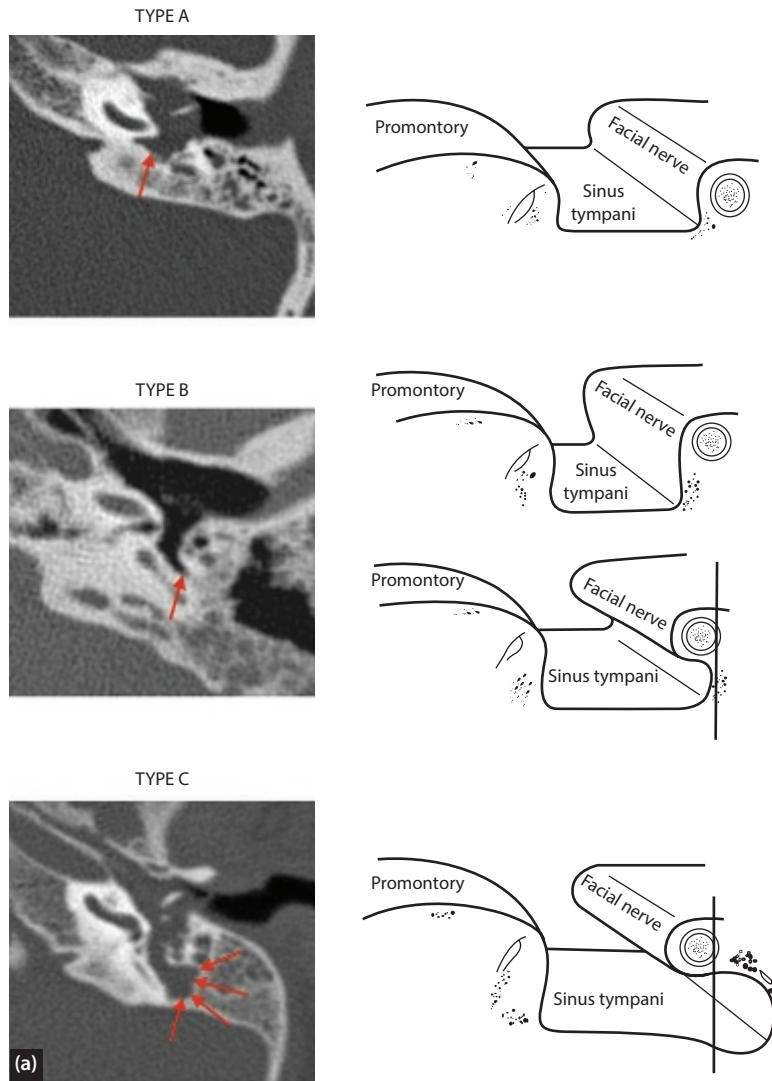 TYPE A
Promontory
Facial nerve
Sinus
tympani
TYPE B
Promontory
Facial nerve
Sinus
tympani
Promontory
Facial nerve
Sinus tympani
TYPE C
Promontory
Facial nerve
Sinus tympani
(a)